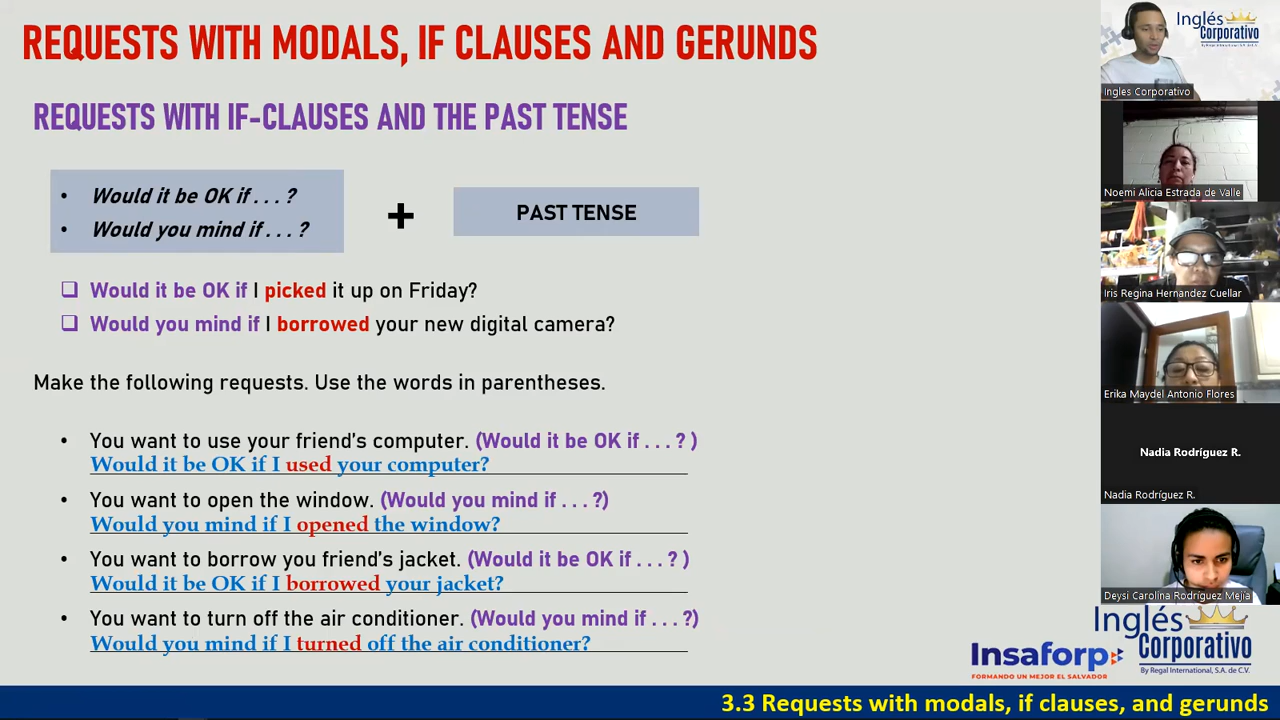 REQUESTS WITH MODALS, IF CLAUSES AND GERUNDS
REQUESTS WITH IF-CLAUSES AND THE PAST TENSE
• Would it be OK if . . . ?
• Would you mind if . . . ?
+
PAST TENSE
❑ Would it be OK if I picked it up on Friday?
❑ Would you mind if I borrowed your new digital camera?
Make the following requests. Use the words in parentheses.
• You want to use your friend’s computer. (Would it be OK if . . . ? )
Would it be OK if I used your computer?
• You want to open the window. (Would you mind if . . . ?)
Would you mind if I opened the window?
• You want to borrow you friend’s jacket. (Would it be OK if . . . ? )
Would it be OK if I borrowed your jacket?
• You want to turn off the air conditioner. (Would you mind if . . . ?)
Would you mind if I turned off the air conditioner?
Inglés
Corporativo
By Regal International, S.A. de C.V.
Ingles Corporativo
Noemi Alicia Estrada de Valle
Iris Regina Hernandez Cuellar
Erika Maydel Antonio Flores
Nadia Rodríguez R.
Nadia Rodríguez R.
Deysi Carolina Rodríguez Mejía
Insaforp
FORMANDO UN MEJOR EL SALVADOR
Inglés
Corporativo
By Regal International, S.A. de C.V.
3.3 Requests with modals, if clauses, and gerunds